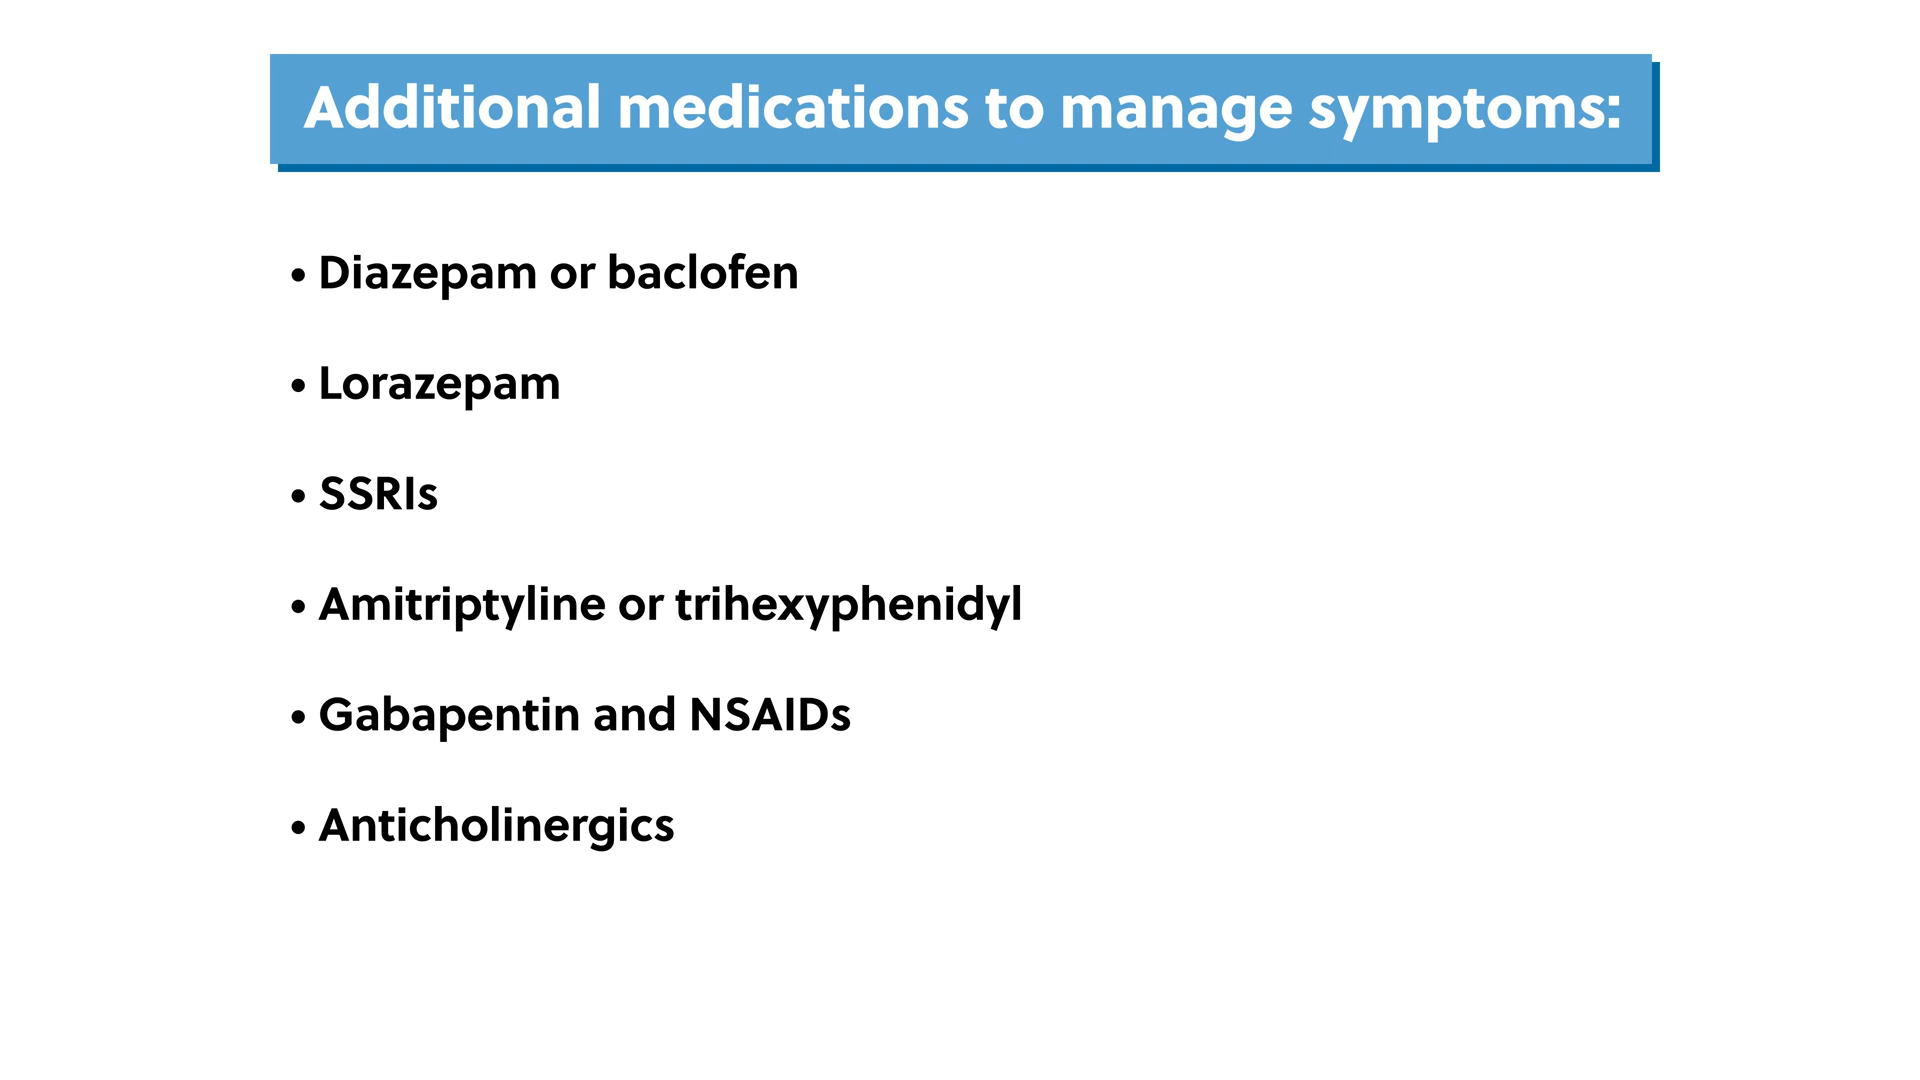 Additional medications to manage symptoms:
• Diazepam or baclofen
• Lorazepam
• SSRIs
• Amitriptyline or trihexyphenidyl
• Gabapentin and NSAIDs
• Anticholinergics